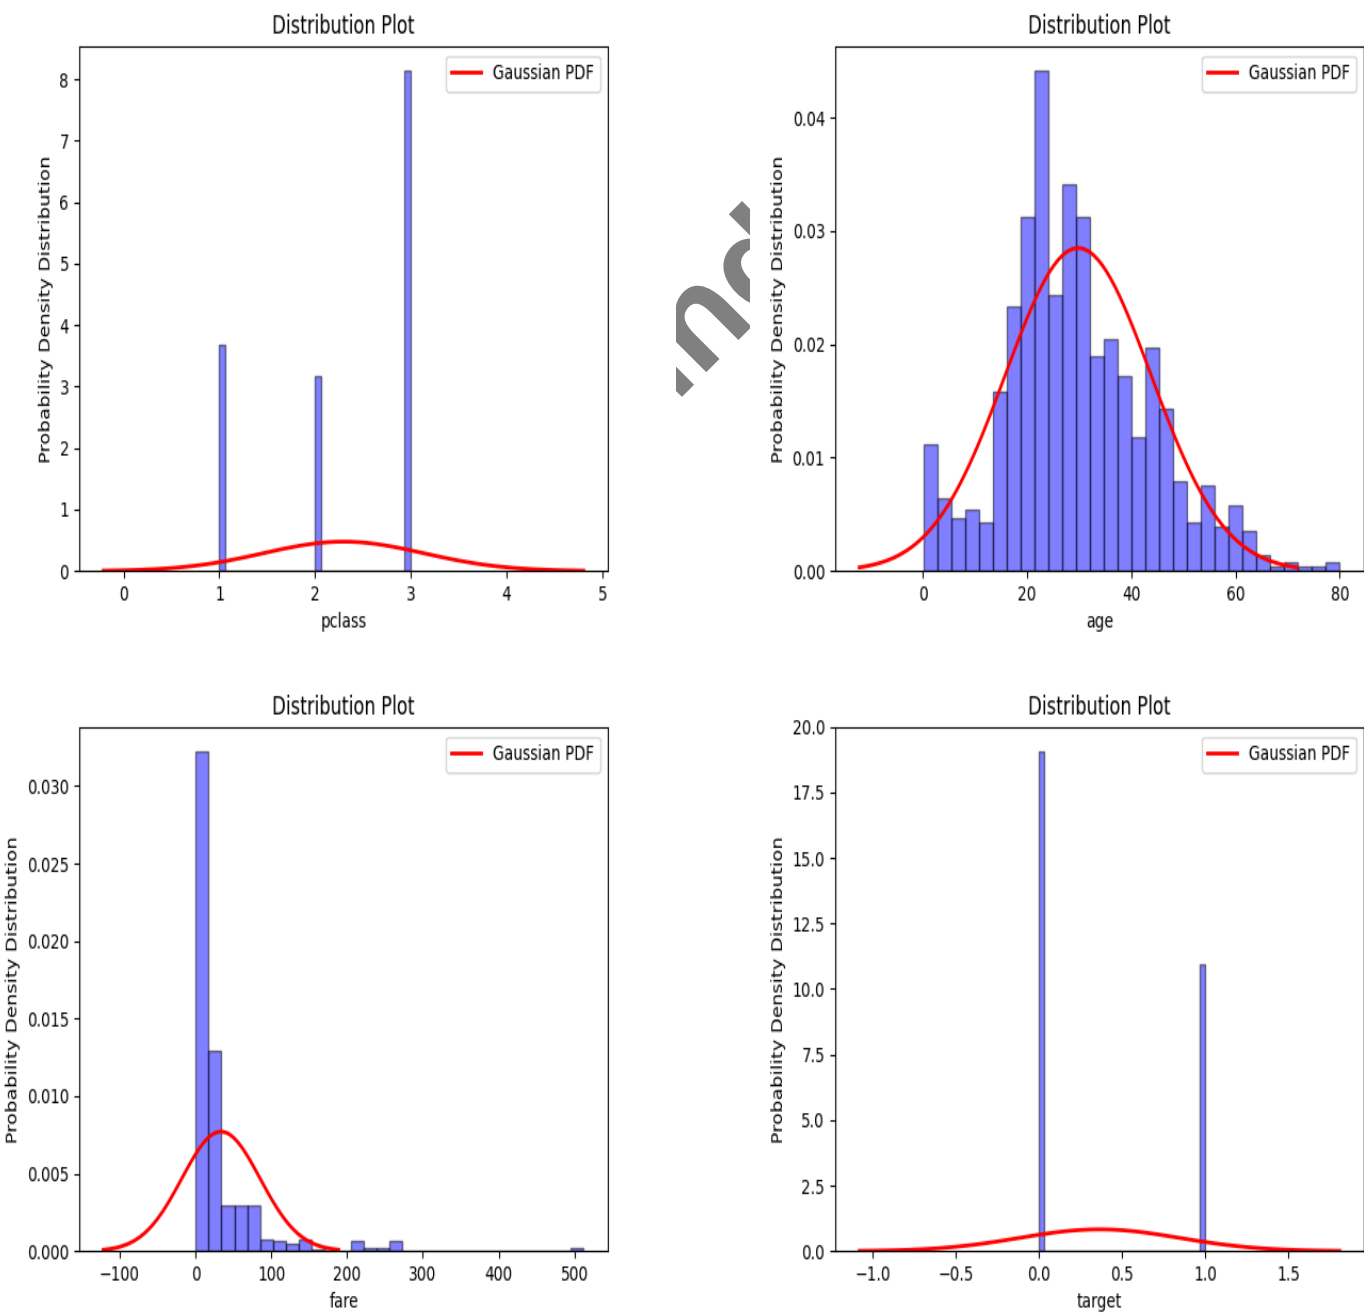 Distribution Plot
Gaussian PDF
Probability Density Distribution
8
7
6
5
4
3
2
1
0
0 1 2 3 4 5
pclass
Distribution Plot
Gaussian PDF
Probability Density Distribution
0.04
0.03
0.02
0.01
0.00
0 20 40 60 80
age
Distribution Plot
Gaussian PDF
Probability Density Distribution
0.030
0.025
0.020
0.015
0.010
0.005
0.000
−100 0 100 200 300 400 500
fare
Distribution Plot
Gaussian PDF
Probability Density Distribution
20.0
17.5
15.0
12.5
10.0
7.5
5.0
2.5
0.0
−1.0 −0.5 0.0 0.5 1.0 1.5
target